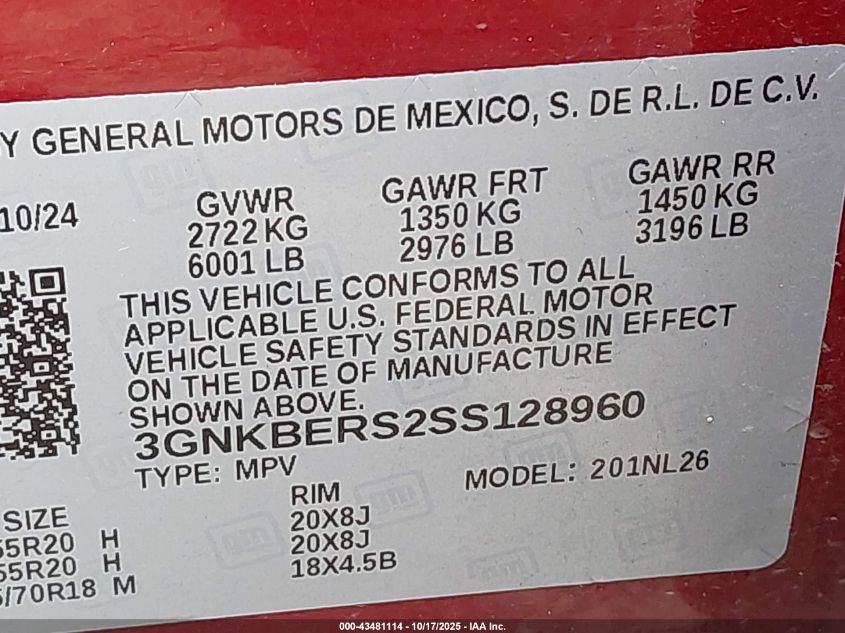 Y GENERAL MOTORS DE MEXICO, S. DE R.L. DE C.V.
10/24
GVWR
2722 KG
6001 LB
GAWR FRT
1350 KG
2976 LB
GAWR RR
1450 KG
3196 LB
THIS VEHICLE CONFORMS TO ALL
APPLICABLE U.S. FEDERAL MOTOR
VEHICLE SAFETY STANDARDS IN EFFECT
ON THE DATE OF MANUFACTURE
SHOWN ABOVE.
3GNKBERS2SS128960
TYPE: MPV MODEL: 201NL26
SIZE RIM
55R20 H 20X8J
55R20 H 20X8J
/70R18 M 18X4.5B
gm
000-43481114 - 10/17/2025 - IAA Inc.